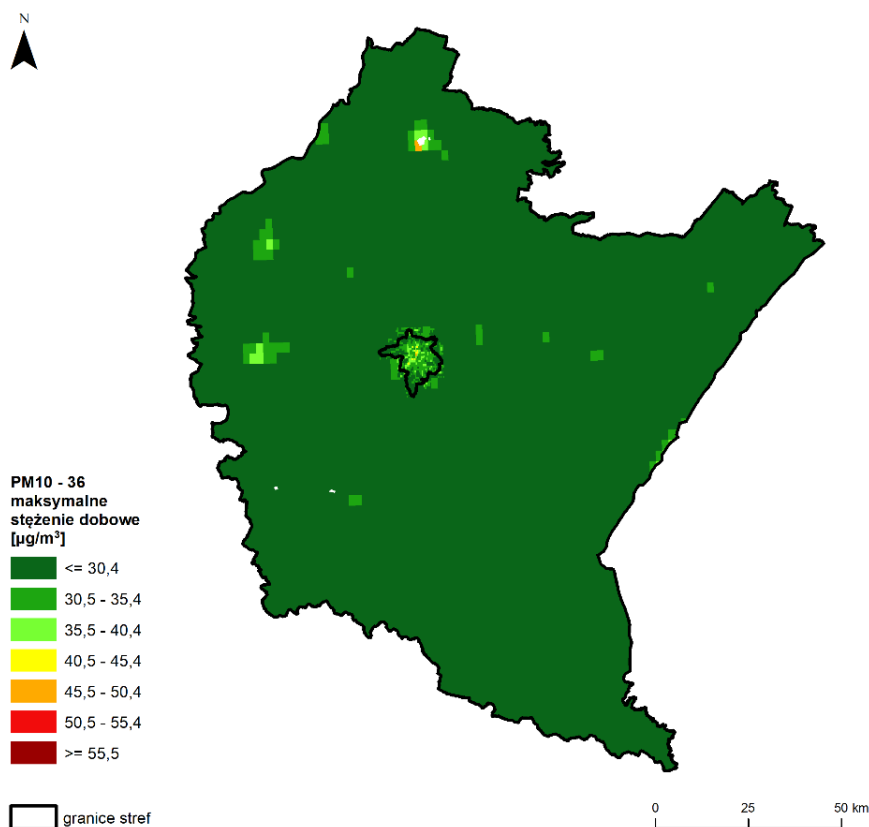 N
PM10 - 36
maksymalne
stężenie dobowe
[µg/m³]
<= 30,4
30,5 - 35,4
35,5 - 40,4
40,5 - 45,4
45,5 - 50,4
50,5 - 55,4
>= 55,5
granice stref
0 25 50 km